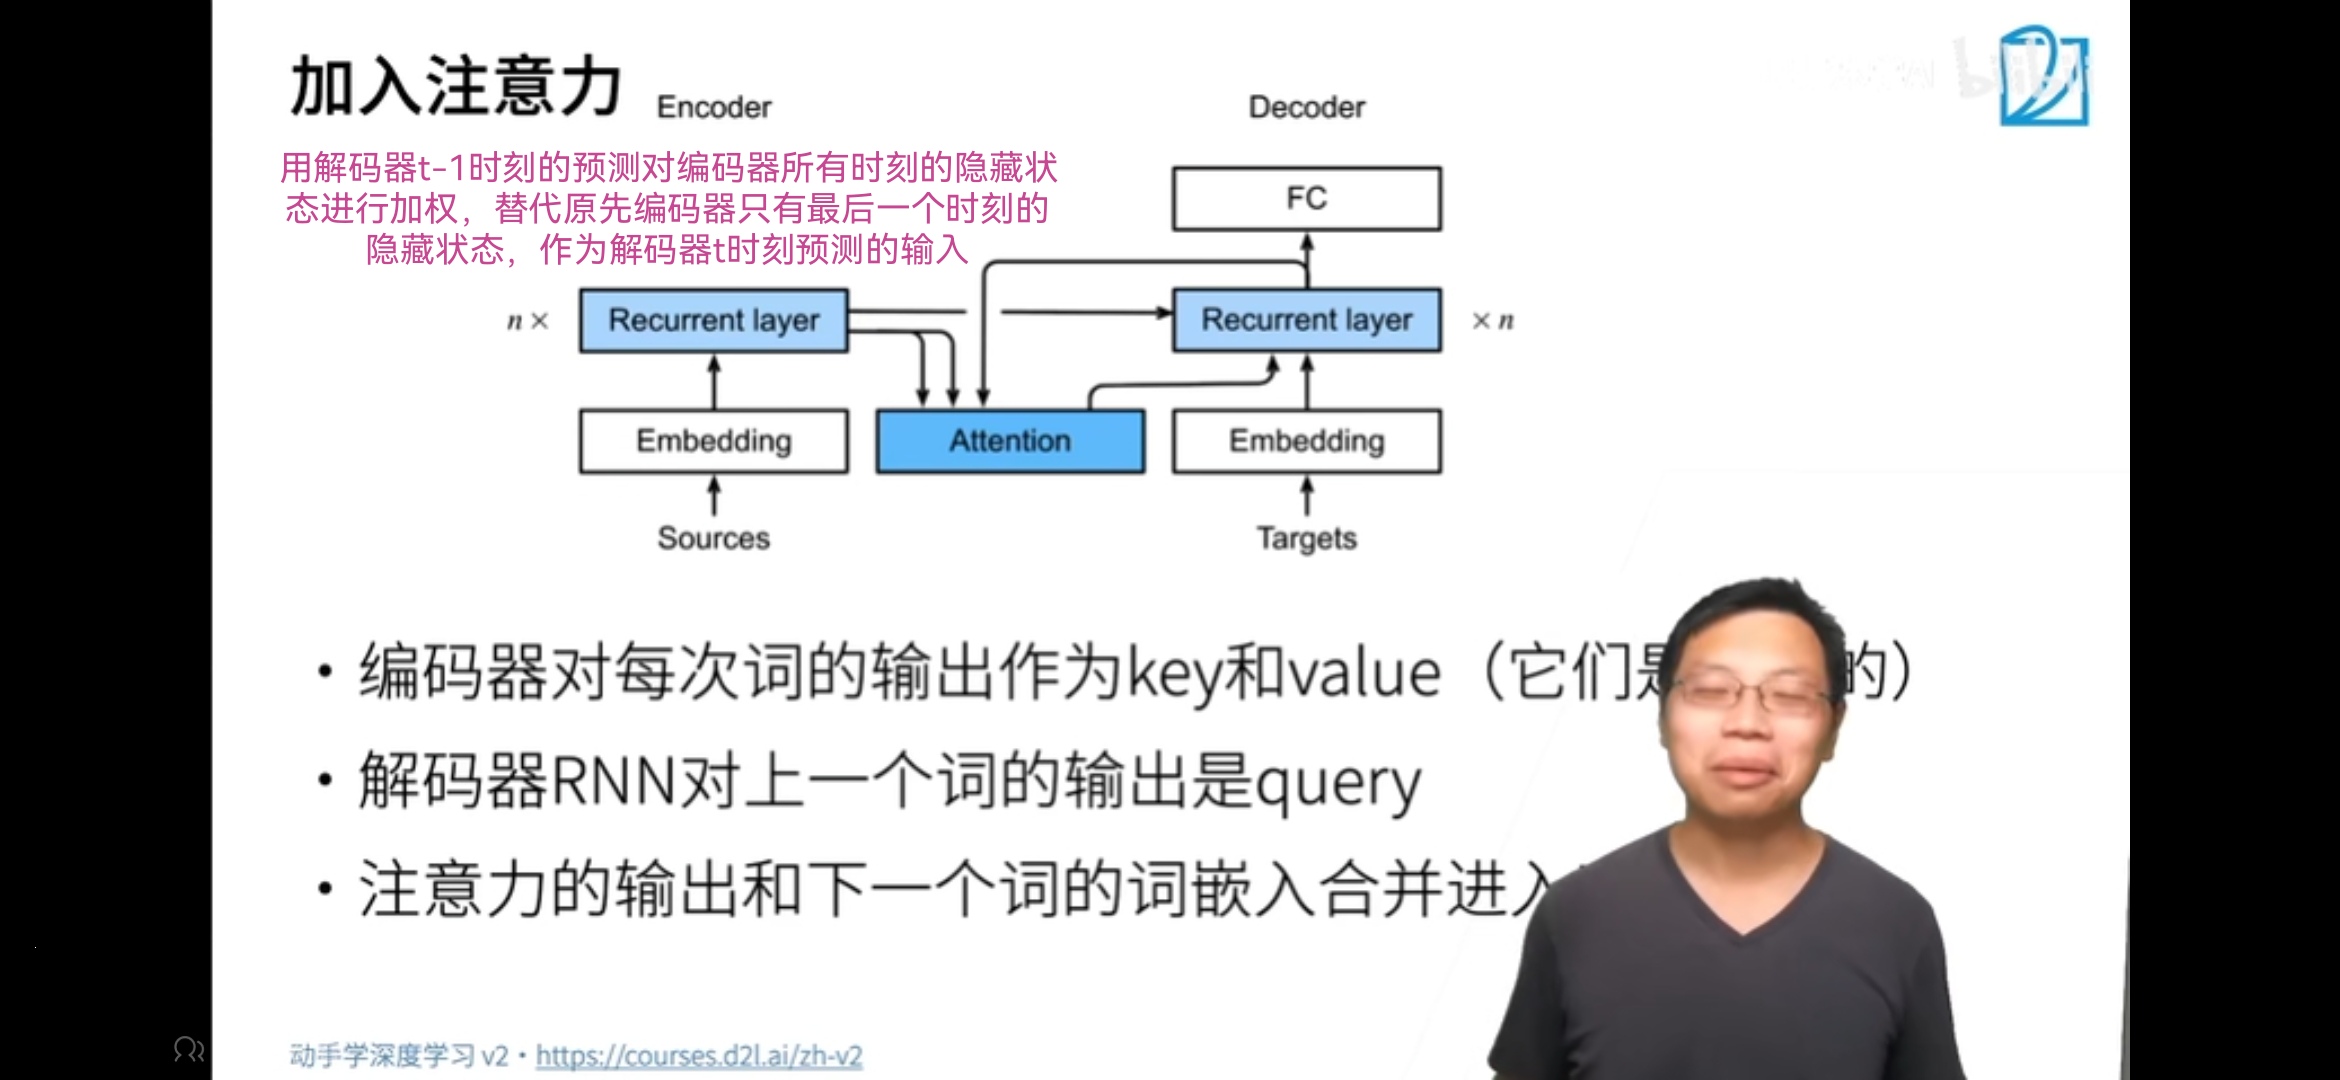 加入注意力
Encoder
Decoder
用解码器t-1时刻的预测对编码器所有时刻的隐藏状
态进行加权，替代原先编码器只有最后一个时刻的
隐藏状态，作为解码器t时刻预测的输入
FC
n × Recurrent layer
Recurrent layer × n
Embedding
Attention
Embedding
Sources
Targets
• 编码器对每次词的输出作为key和value（它们是 的）
• 解码器RNN对上一个词的输出是query
• 注意力的输出和下一个词的词嵌入合并进入
动手学深度学习 v2 • https://courses.d2l.ai/zh-v2
bilibili